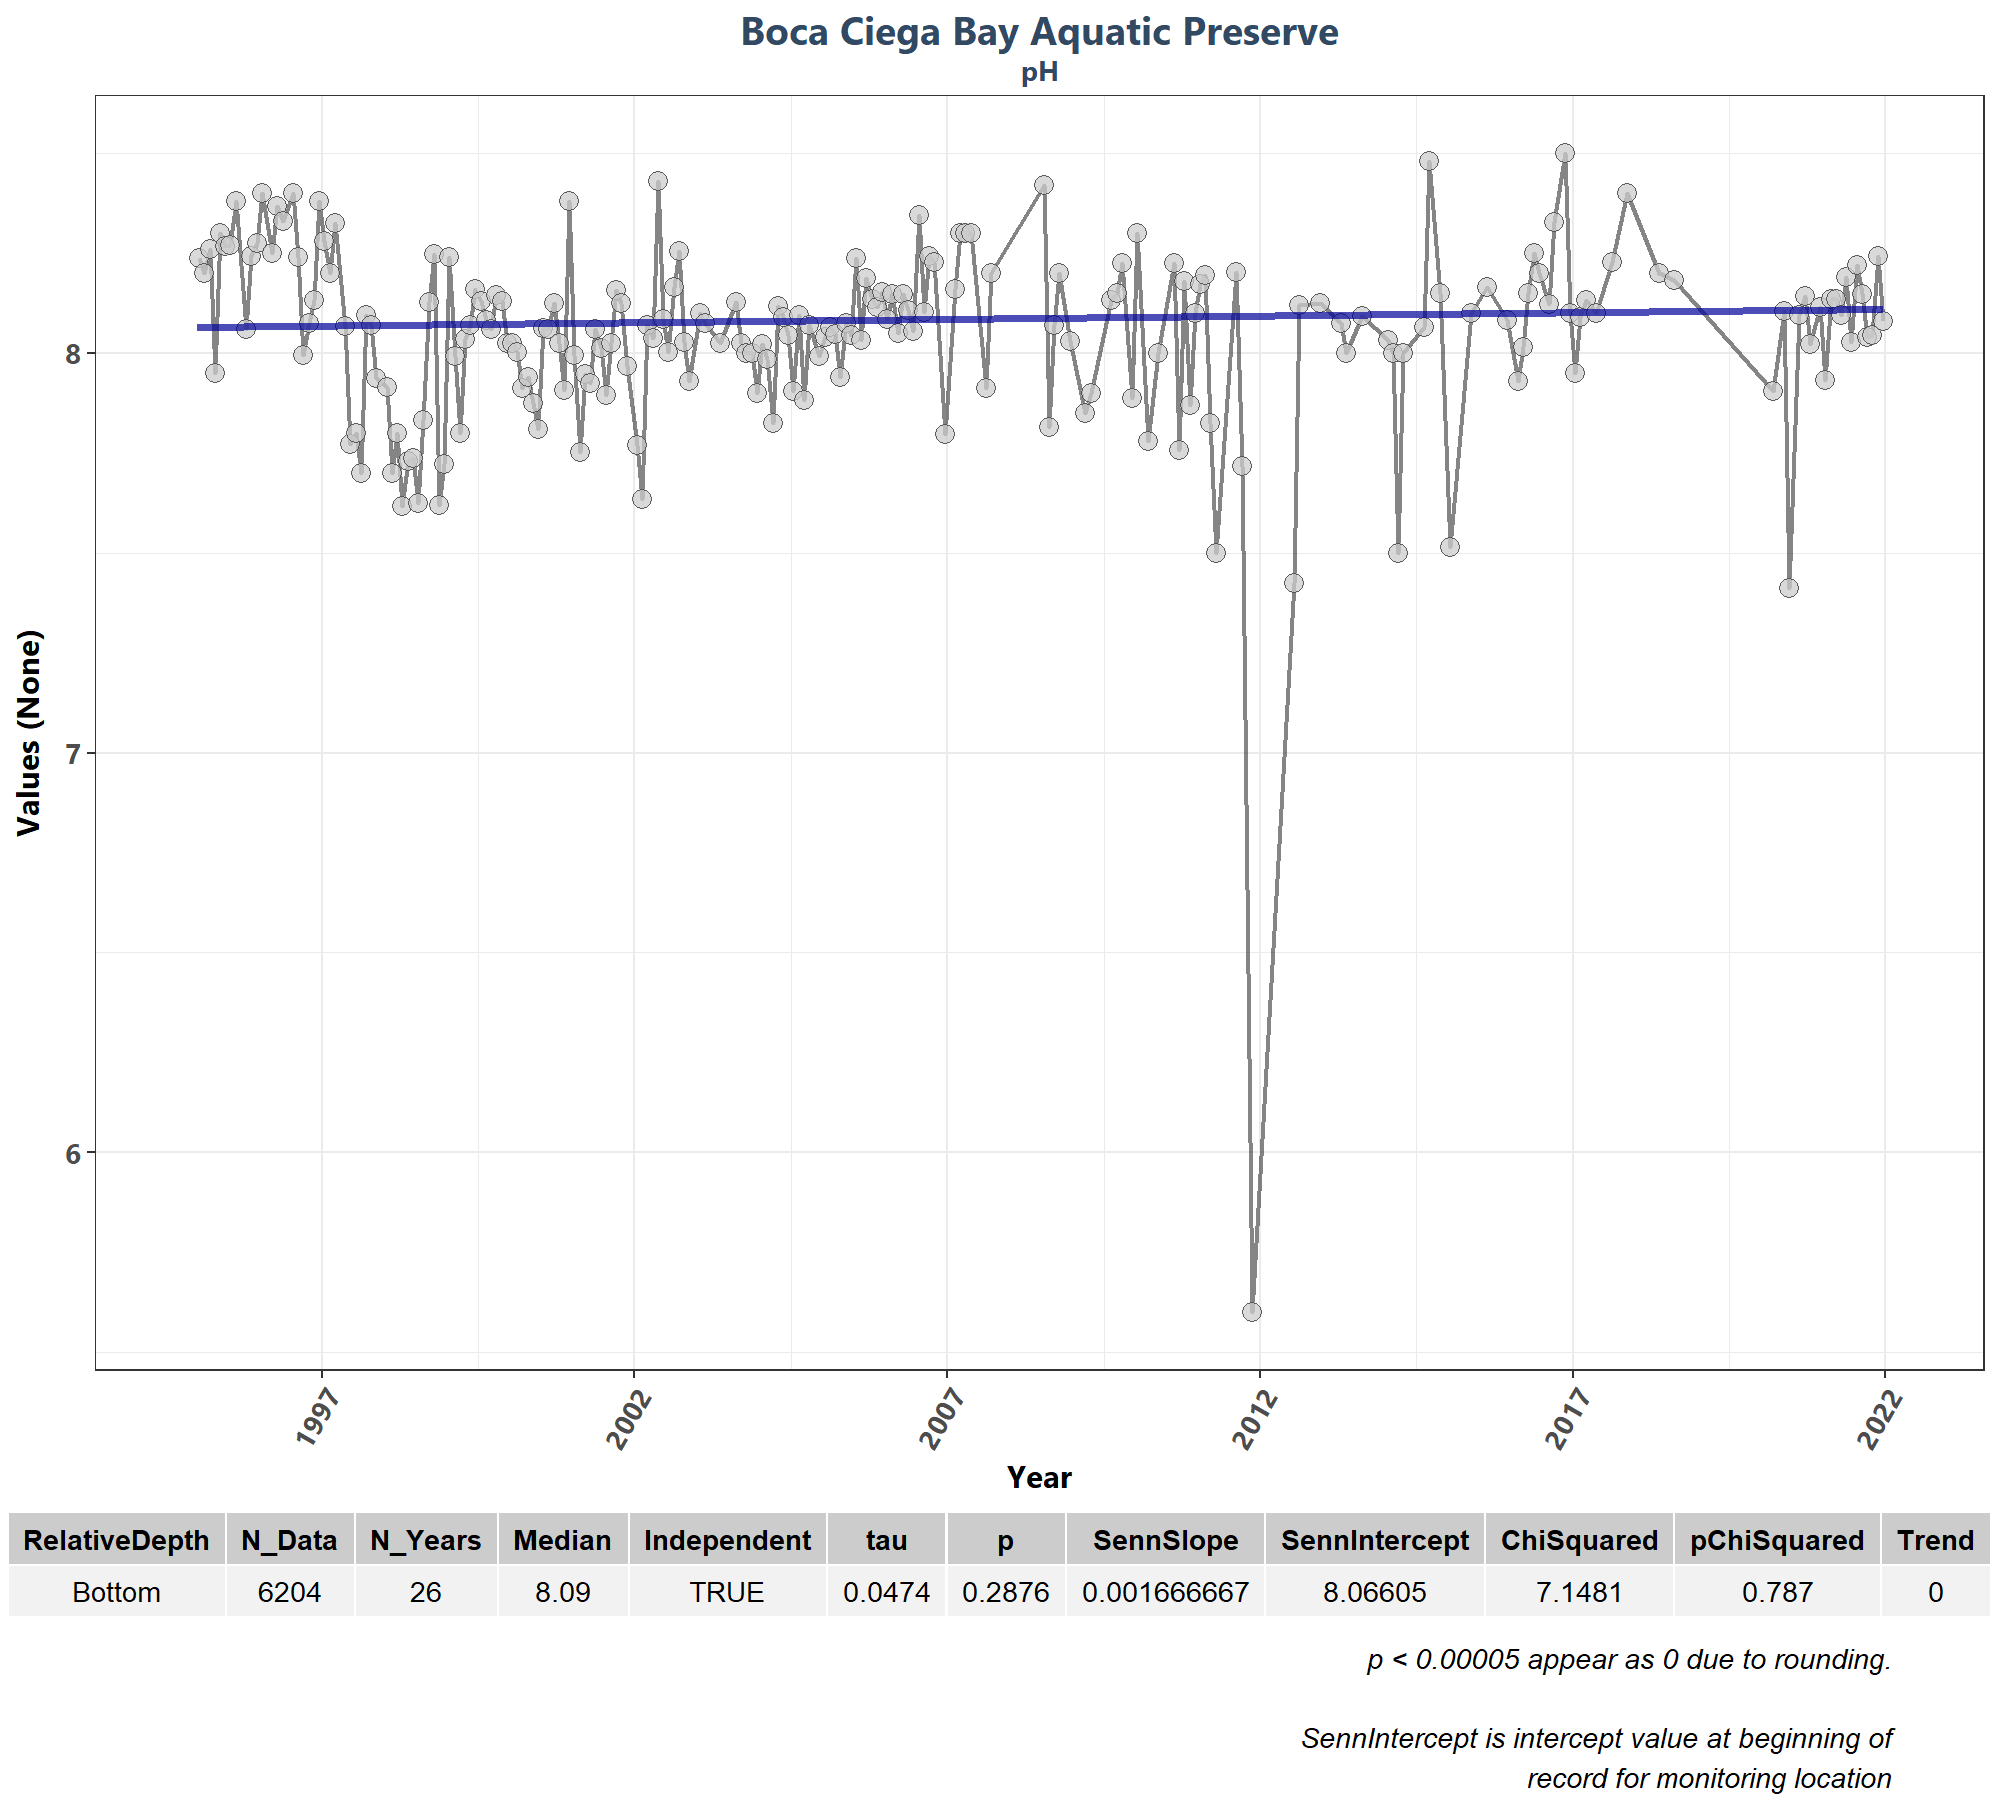 Boca Ciega Bay Aquatic Preserve
pH
Values (None)
8
7
6
1997 2002 2007 2012 2017 2022
Year
RelativeDepth N_Data N_Years Median Independent tau p SennSlope SennIntercept ChiSquared pChiSquared Trend
Bottom 6204 26 8.09 TRUE 0.0474 0.2876 0.001666667 8.06605 7.1481 0.787 0
p < 0.00005 appear as 0 due to rounding.
SennIntercept is intercept value at beginning of
record for monitoring location